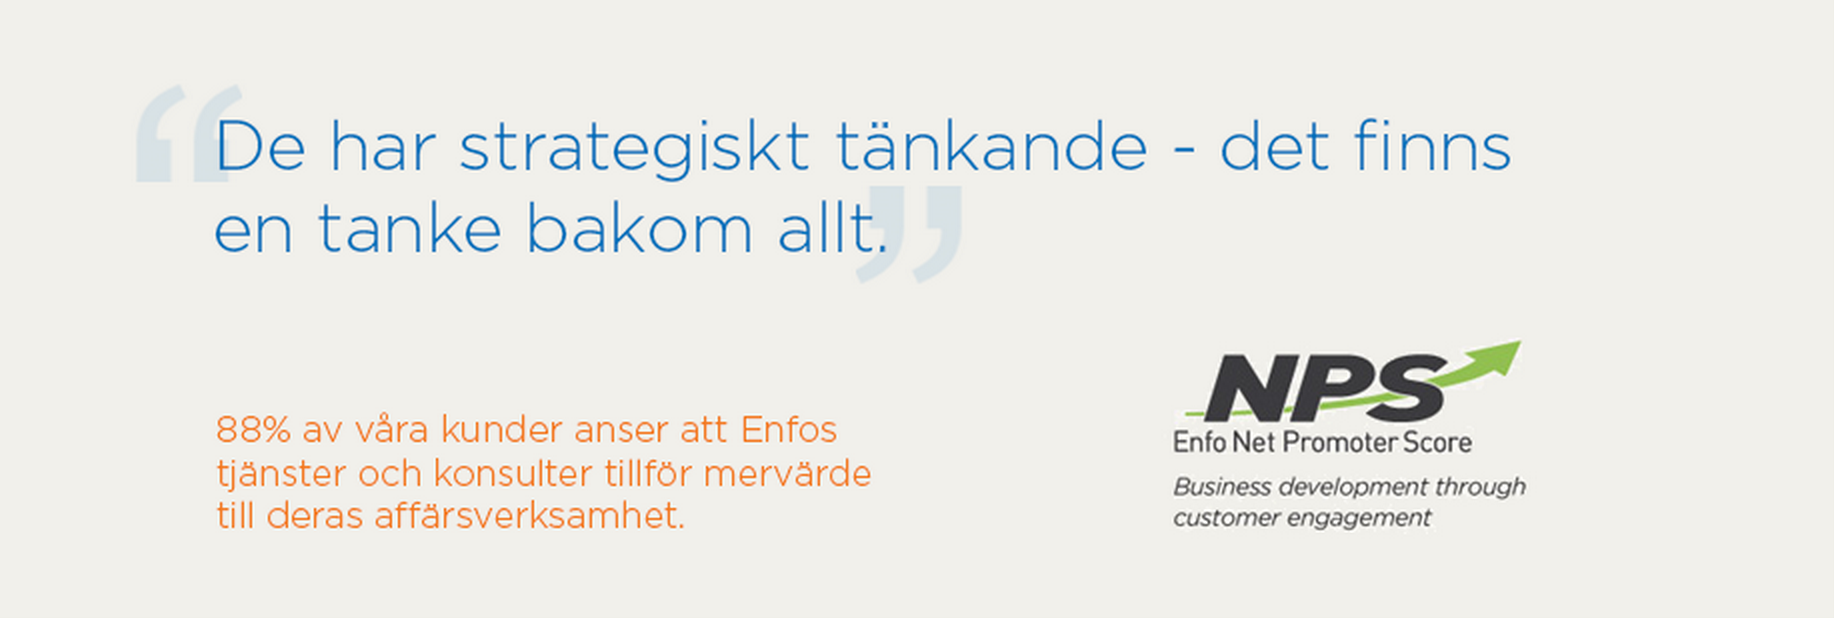 “De har strategiskt tänkande - det finns
en tanke bakom allt.”
88% av våra kunder anser att Enfos
tjänster och konsulter tillför mervärde
till deras affärsverksamhet.
NPS
Enfo Net Promoter Score
Business development through
customer engagement